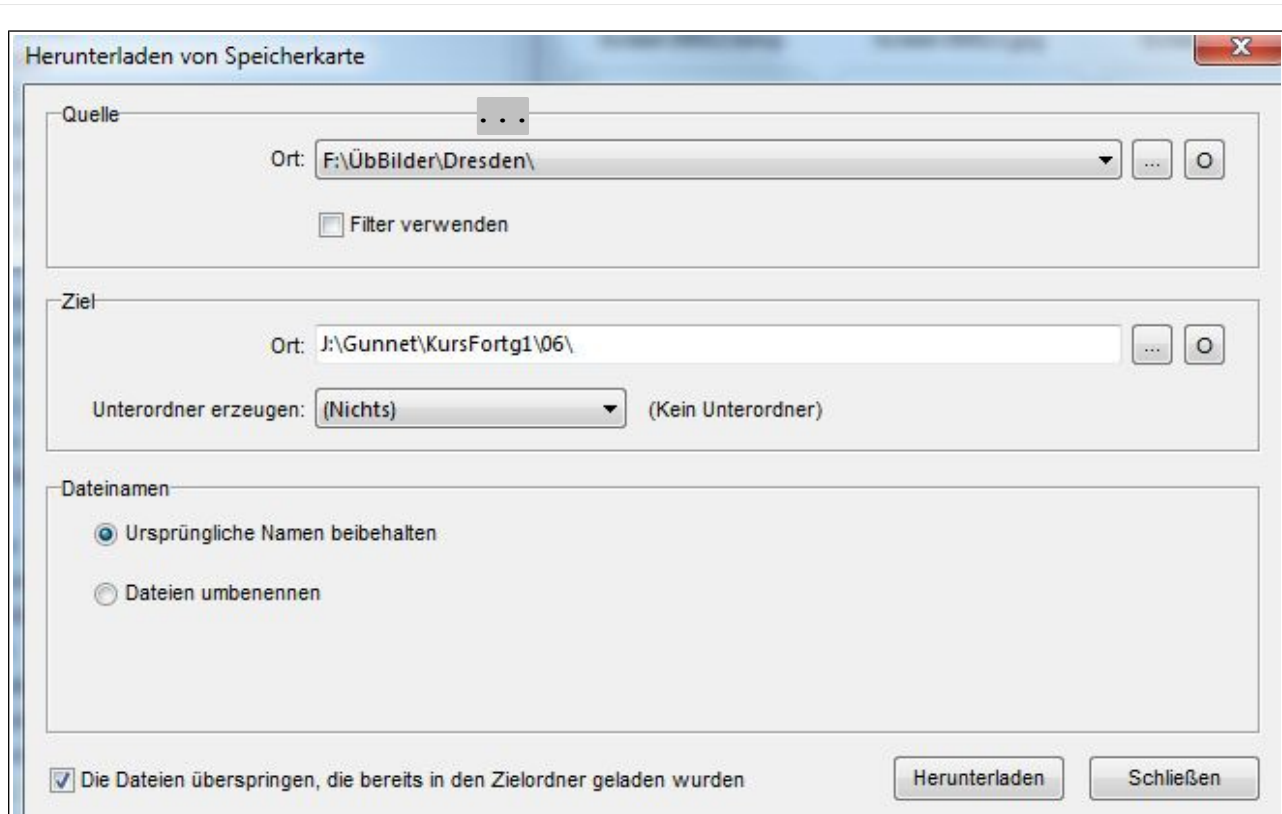 Herunterladen von Speicherkarte
X
Quelle
. . .
Ort: F:\ÜbBilder\Dresden\ ... O
Filter verwenden
Ziel
Ort: J:\Gunnet\KursFortg1\06\ ... O
Unterordner erzeugen: (Nichts) (Kein Unterordner)
Dateinamen
Ursprüngliche Namen beibehalten
Dateien umbenennen
Die Dateien überspringen, die bereits in den Zielordner geladen wurden Herunterladen Schließen